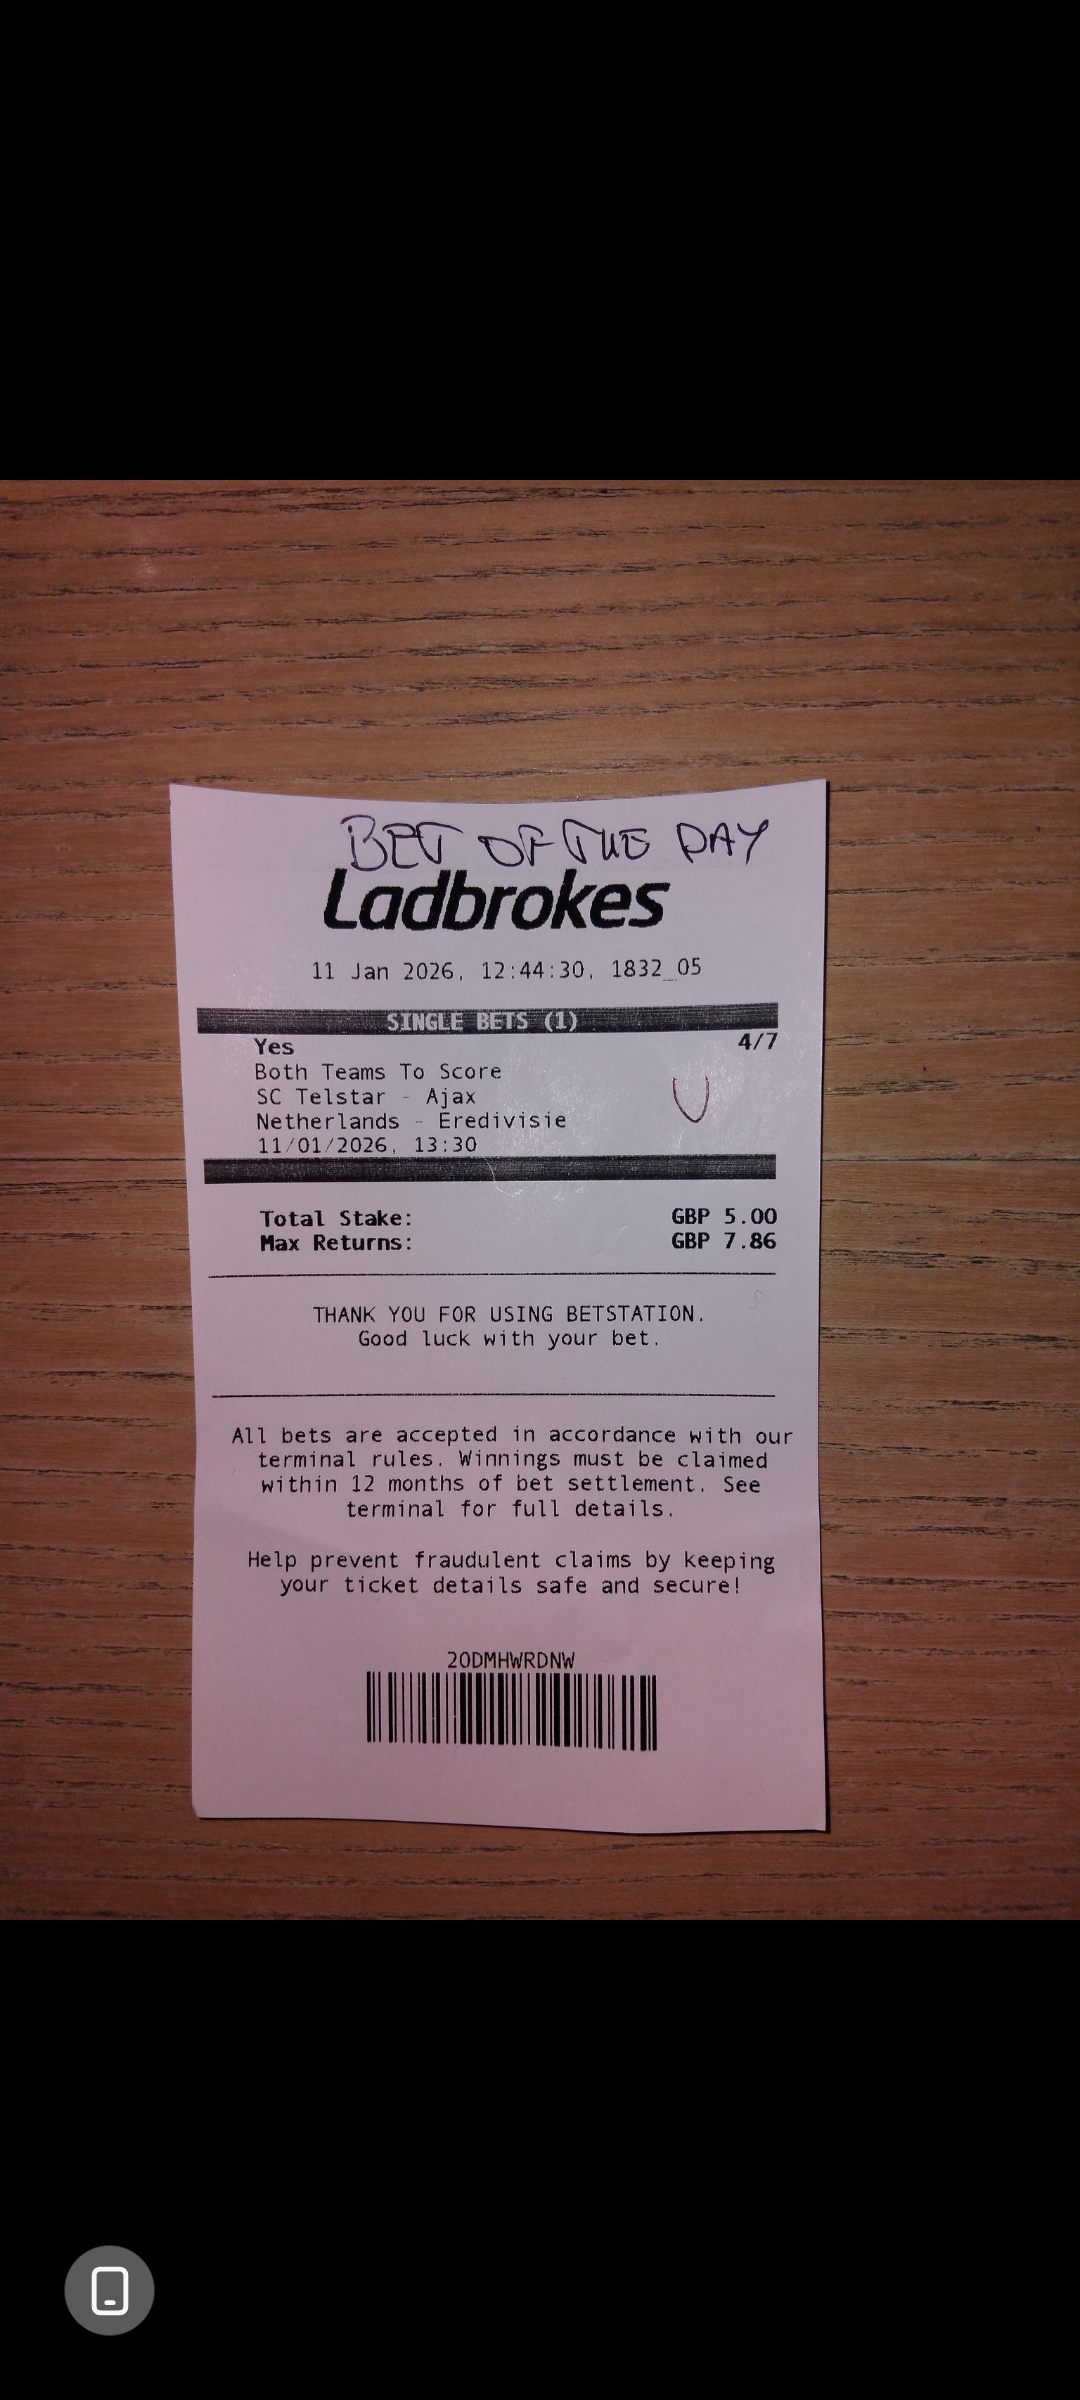 BET OF THE DAY
Ladbrokes
11 Jan 2026, 12:44:30, 1832_05
SINGLE BETS (1)
Yes 4/7
Both Teams To Score
SC Telstar - Ajax
Netherlands - Eredivisie
11/01/2026, 13:30
Total Stake: GBP 5.00
Max Returns: GBP 7.86
THANK YOU FOR USING BETSTATION.
Good luck with your bet.
All bets are accepted in accordance with our
terminal rules. Winnings must be claimed
within 12 months of bet settlement. See
terminal for full details.
Help prevent fraudulent claims by keeping
your ticket details safe and secure!
20DMHWRDNW